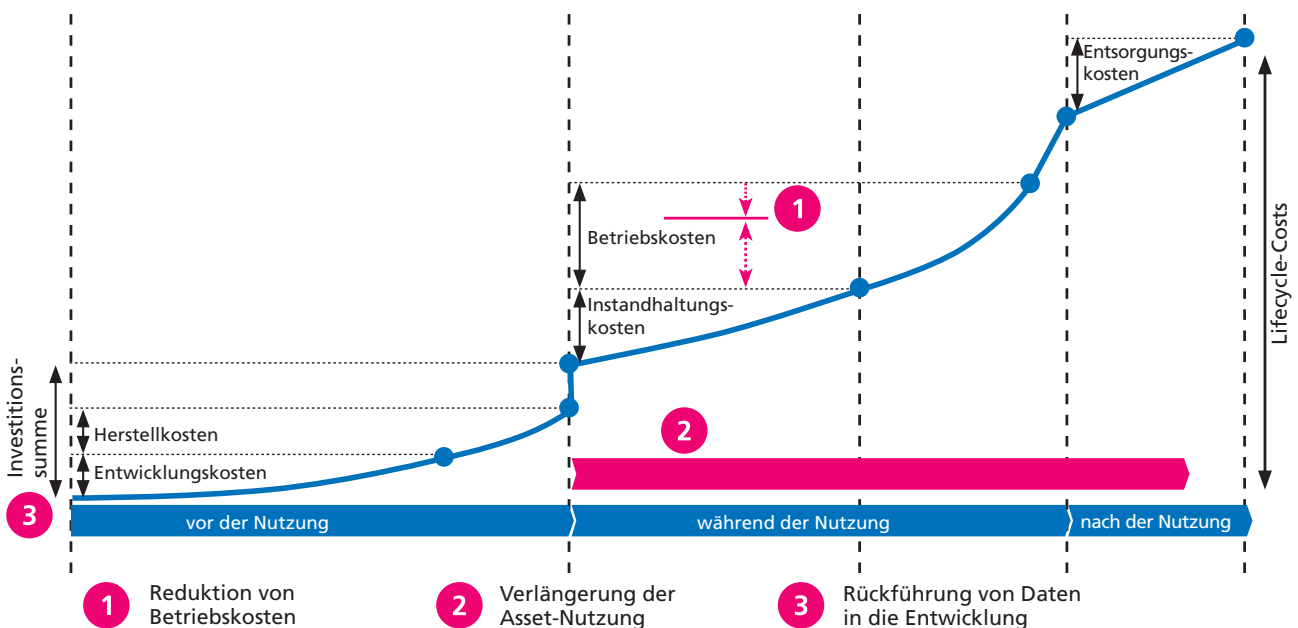 Entsorgungs-
kosten
1
Betriebskosten
Instandhaltungs-
kosten
Lifecycle-Costs
Investitions-
summe
Herstellkosten
Entwicklungskosten
2
3
vor der Nutzung
während der Nutzung
nach der Nutzung
1
Reduktion von
Betriebskosten
2
Verlängerung der
Asset-Nutzung
3
Rückführung von Daten
in die Entwicklung